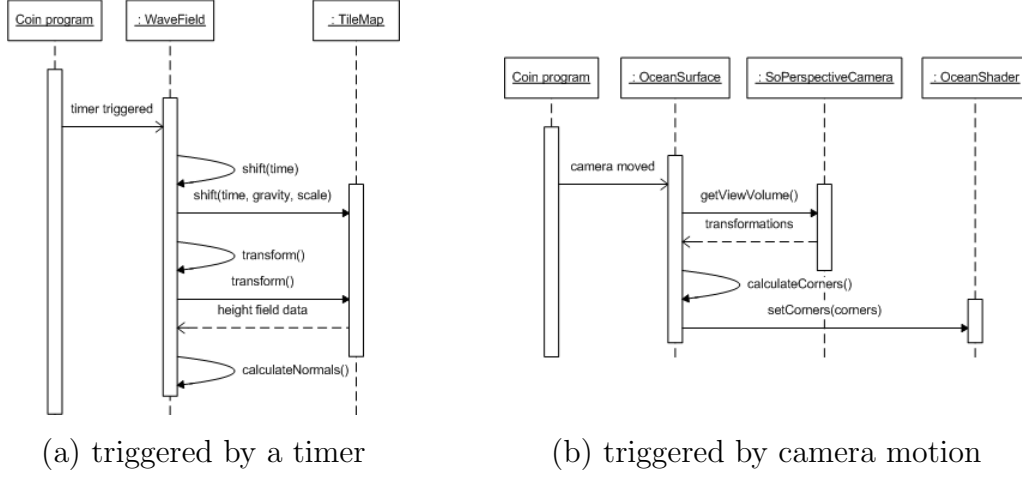 Coin program
: WaveField
: TileMap
timer triggered
shift(time)
shift(time, gravity, scale)
transform()
transform()
height field data
calculateNormals()
(a) triggered by a timer
Coin program
: OceanSurface
: SoPerspectiveCamera
: OceanShader
camera moved
getViewVolume()
transformations
calculateCorners()
setCorners(corners)
(b) triggered by camera motion